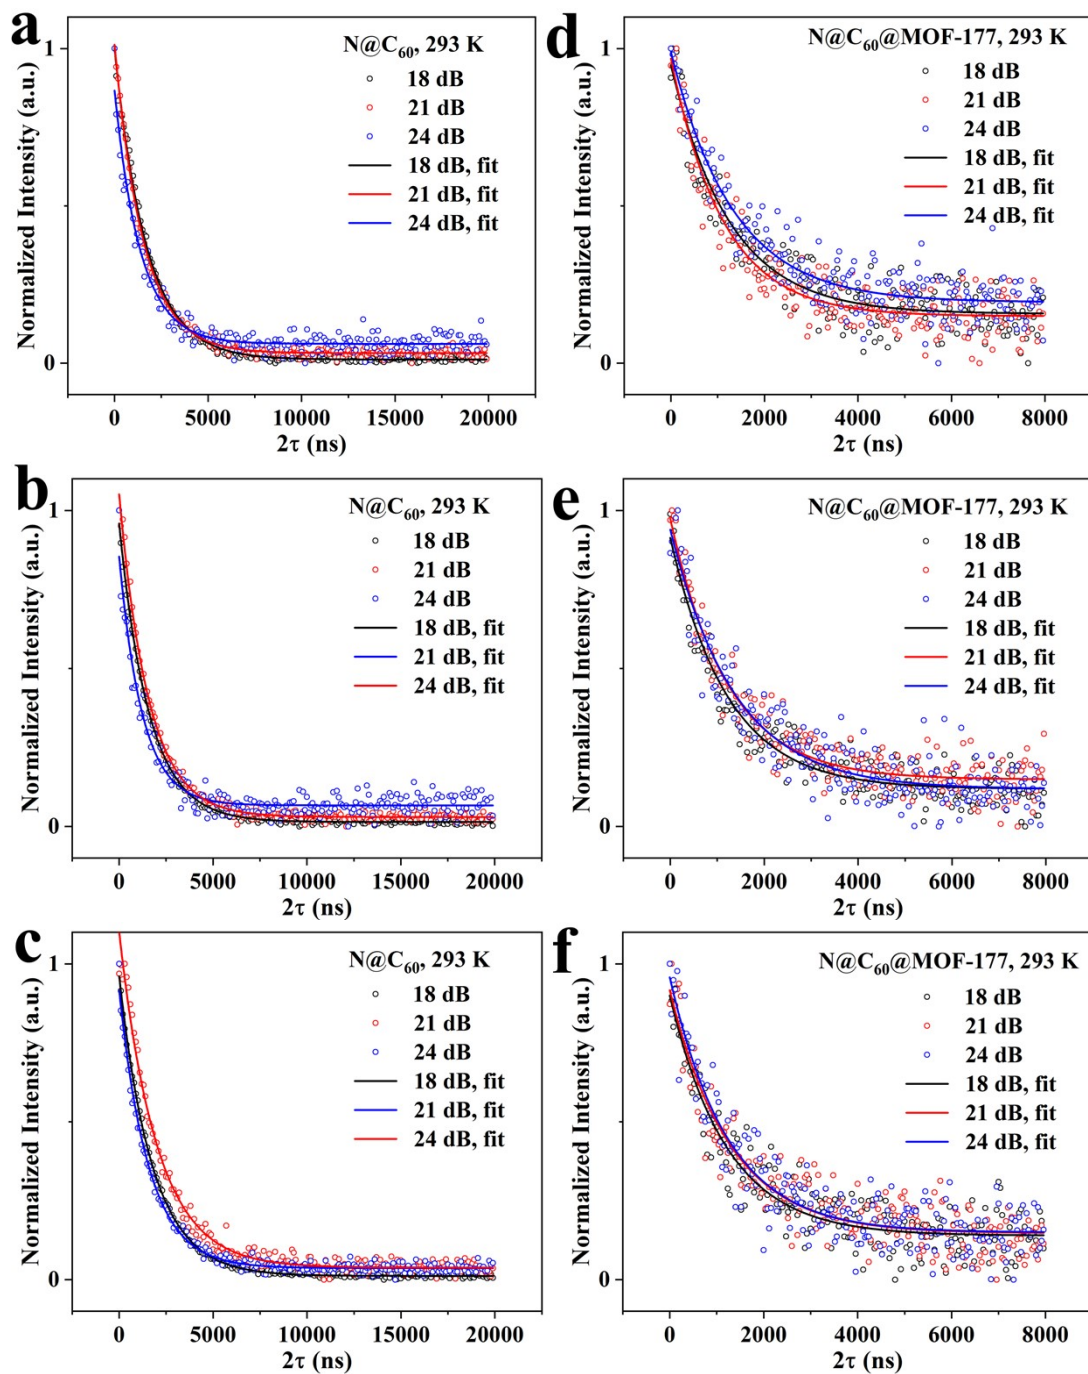 a
N@C₆₀, 293 K
18 dB
21 dB
24 dB
18 dB, fit
21 dB, fit
24 dB, fit
Normalized Intensity (a.u.)
1
0
0
5000
10000
15000
20000
2τ (ns)
d
N@C₆₀@MOF-177, 293 K
18 dB
21 dB
24 dB
18 dB, fit
21 dB, fit
24 dB, fit
Normalized Intensity (a.u.)
1
0
0
2000
4000
6000
8000
2τ (ns)
b
N@C₆₀, 293 K
18 dB
21 dB
24 dB
18 dB, fit
21 dB, fit
24 dB, fit
Normalized Intensity (a.u.)
1
0
0
5000
10000
15000
20000
2τ (ns)
e
N@C₆₀@MOF-177, 293 K
18 dB
21 dB
24 dB
18 dB, fit
21 dB, fit
24 dB, fit
Normalized Intensity (a.u.)
1
0
0
2000
4000
6000
8000
2τ (ns)
c
N@C₆₀, 293 K
18 dB
21 dB
24 dB
18 dB, fit
21 dB, fit
24 dB, fit
Normalized Intensity (a.u.)
1
0
0
5000
10000
15000
20000
2τ (ns)
f
N@C₆₀@MOF-177, 293 K
18 dB
21 dB
24 dB
18 dB, fit
21 dB, fit
24 dB, fit
Normalized Intensity (a.u.)
1
0
0
2000
4000
6000
8000
2τ (ns)